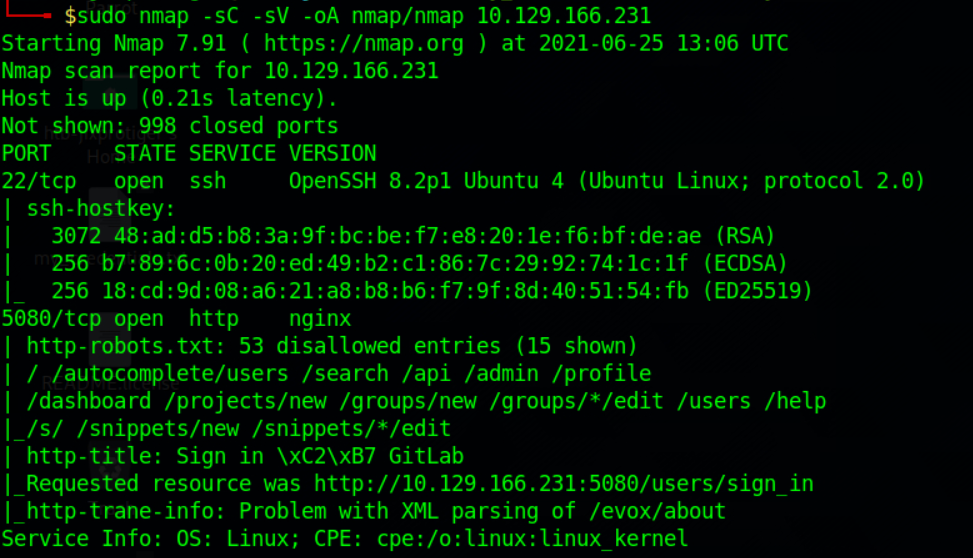 $sudo nmap -sC -sV -oA nmap/nmap 10.129.166.231
Starting Nmap 7.91 ( https://nmap.org ) at 2021-06-25 13:06 UTC
Nmap scan report for 10.129.166.231
Host is up (0.21s latency).
Not shown: 998 closed ports
PORT     STATE SERVICE VERSION
22/tcp   open  ssh     OpenSSH 8.2p1 Ubuntu 4 (Ubuntu Linux; protocol 2.0)
| ssh-hostkey:
|   3072 48:ad:d5:b8:3a:9f:bc:be:f7:e8:20:1e:f6:bf:de:ae (RSA)
|   256 b7:89:6c:0b:20:ed:49:b2:c1:86:7c:29:92:74:1c:1f (ECDSA)
|_  256 18:cd:9d:08:a6:21:a8:b8:b6:f7:9f:8d:40:51:54:fb (ED25519)
5080/tcp open  http    nginx
| http-robots.txt: 53 disallowed entries (15 shown)
| / /autocomplete/users /search /api /admin /profile
| /dashboard /projects/new /groups/new /groups/*/edit /users /help
|_/s/ /snippets/new /snippets/*/edit
| http-title: Sign in \xC2\xB7 GitLab
|_Requested resource was http://10.129.166.231:5080/users/sign_in
|_http-trane-info: Problem with XML parsing of /evox/about
Service Info: OS: Linux; CPE: cpe:/o:linux:linux_kernel